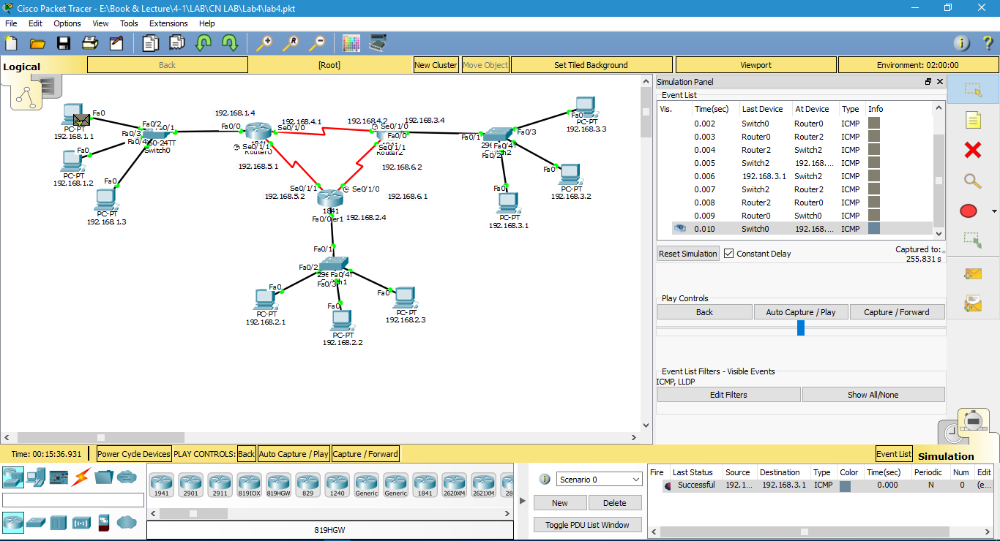 Cisco Packet Tracer - E:\Book & Lecture\4-1\LAB\CN LAB\Lab4\lab4.pkt
File Edit Options View Tools Extensions Help
Logical Back [Root] New Cluster Move Object Set Tiled Background Viewport Environment: 02:00:00
Fa0
PC-PT
192.168.1.1
Fa0/2
Fa0/3
Fa0/1
Switch0
Fa0
PC-PT
192.168.1.2
Fa0
PC-PT
192.168.1.3
192.168.1.4
Fa0/0
192.168.4.1
Se0/1/0
Se0/1/1
192.168.5.1
192.168.4.2
Se0/1/0
192.168.3.4
Fa0/0
Se0/1/1
Router2
192.168.6.2
Fa0/1
Fa0/3
Fa0/4
Fa0/2
Fa0
PC-PT
192.168.3.3
Fa0
PC-PT
192.168.3.2
Fa0
PC-PT
192.168.3.1
Se0/1/1
192.168.5.2
Se0/1/0
192.168.6.1
1841
Fa0/0
192.168.2.4
Fa0/1
Fa0/2
Fa0/4
Fa0/3
Fa0
PC-PT
192.168.2.1
Fa0
PC-PT
192.168.2.2
Fa0
PC-PT
192.168.2.3
Simulation Panel
Event List
Vis. Time(sec) Last Device At Device Type Info
0.002 Switch0 Router0 ICMP
0.003 Router0 Router2 ICMP
0.004 Router2 Switch2 ICMP
0.005 Switch2 192.168.... ICMP
0.006 192.168.3.1 Switch2 ICMP
0.007 Switch2 Router2 ICMP
0.008 Router2 Router0 ICMP
0.009 Router0 Switch0 ICMP
0.010 Switch0 192.168.... ICMP
Reset Simulation Constant Delay Captured to: *
255.831 s
Play Controls
Back Auto Capture / Play Capture / Forward
Event List Filters - Visible Events
ICMP, LLDP
Edit Filters Show All/None
Time: 00:15:36.931 Power Cycle Devices PLAY CONTROLS: Back Auto Capture / Play Capture / Forward Event List Simulation
1941 2901 2911 819IOX 819HGW 829 1240 Generic Generic 1841 2620XM 2621XM 28
819HGW
Scenario 0
New Delete
Toggle PDU List Window
Fire Last Status Source Destination Type Color Time(sec) Periodic Num Edit
Successful 192.1... 192.168.3.1 ICMP 0.000 N 0 (e...